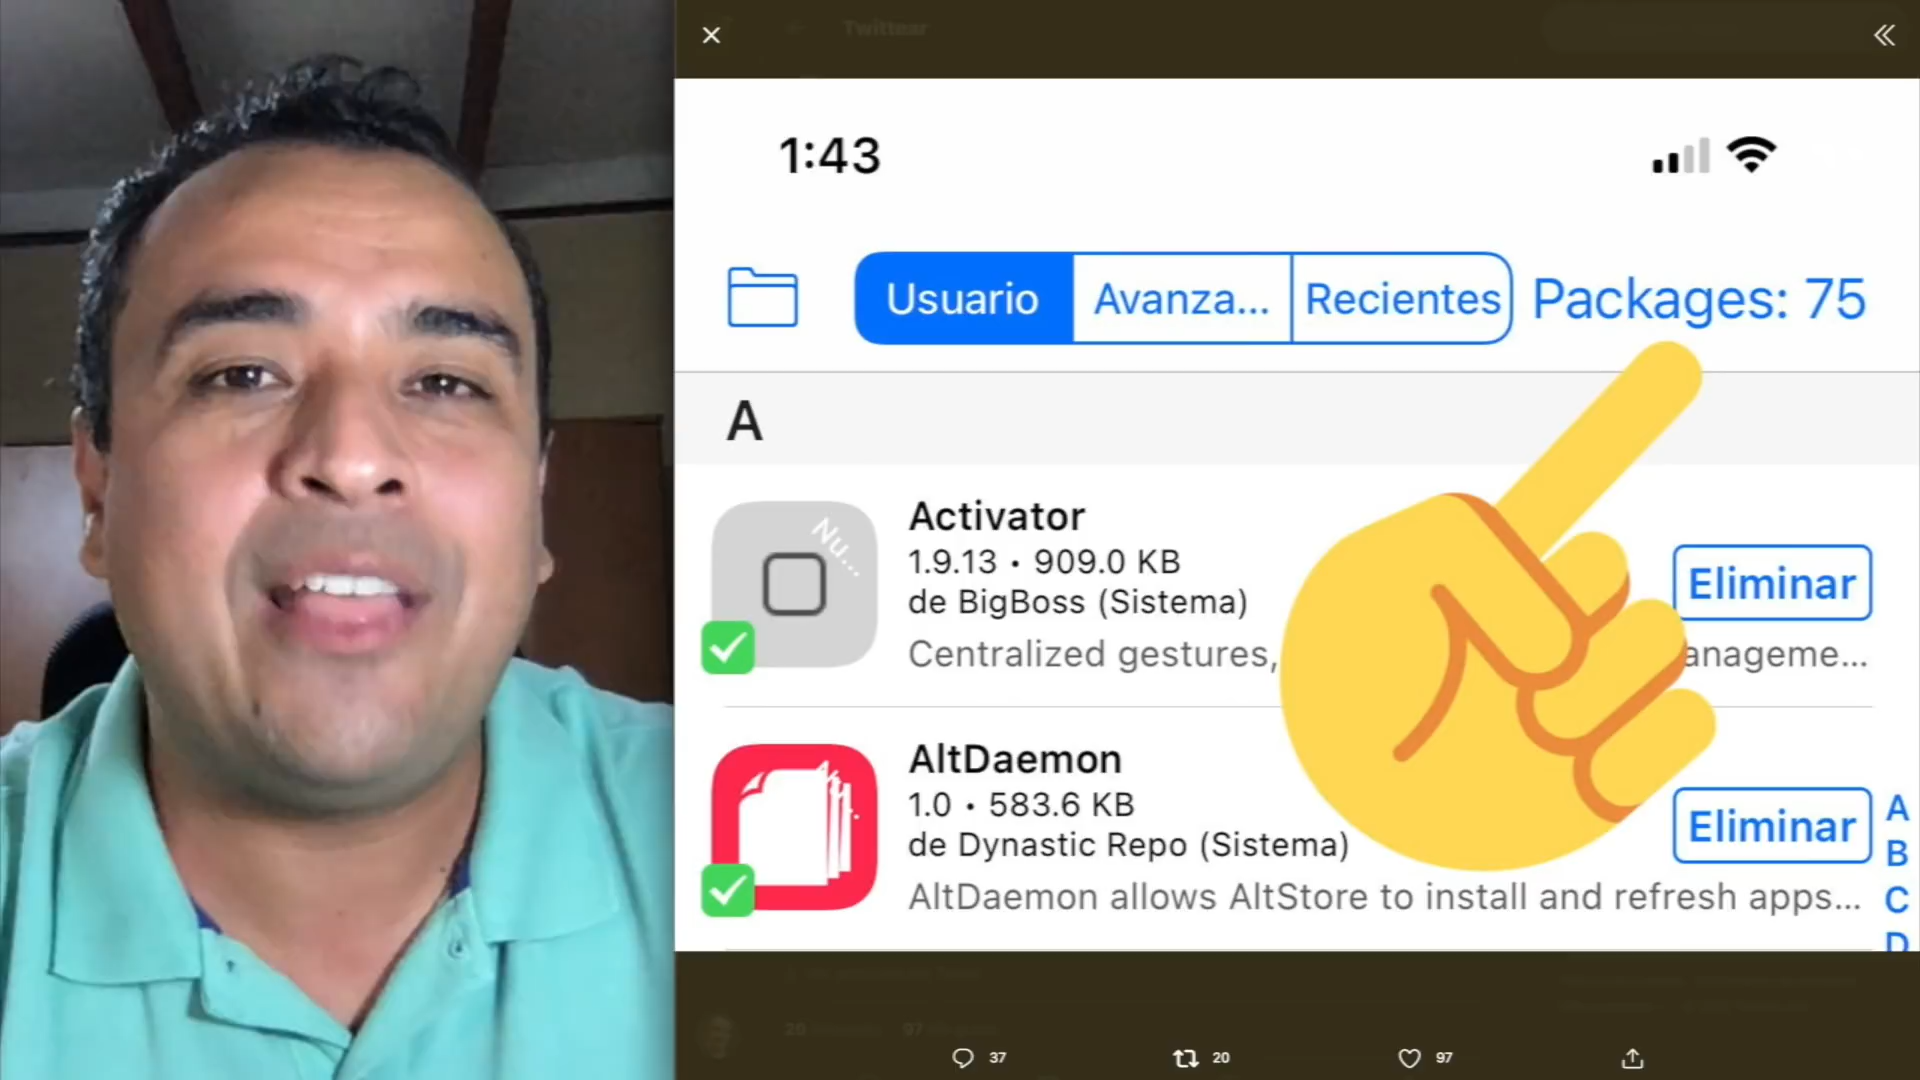 Twittear
1:43
Usuario
Avanza...
Recientes
Packages: 75
A
Activator
1.9.13 • 909.0 KB
de BigBoss (Sistema)
Centralized gestures,
anageme...
Eliminar
Nu...
AltDaemon
1.0 • 583.6 KB
de Dynastic Repo (Sistema)
AltDaemon allows AltStore to install and refresh apps...
Eliminar
A
B
C
D
37
20
97